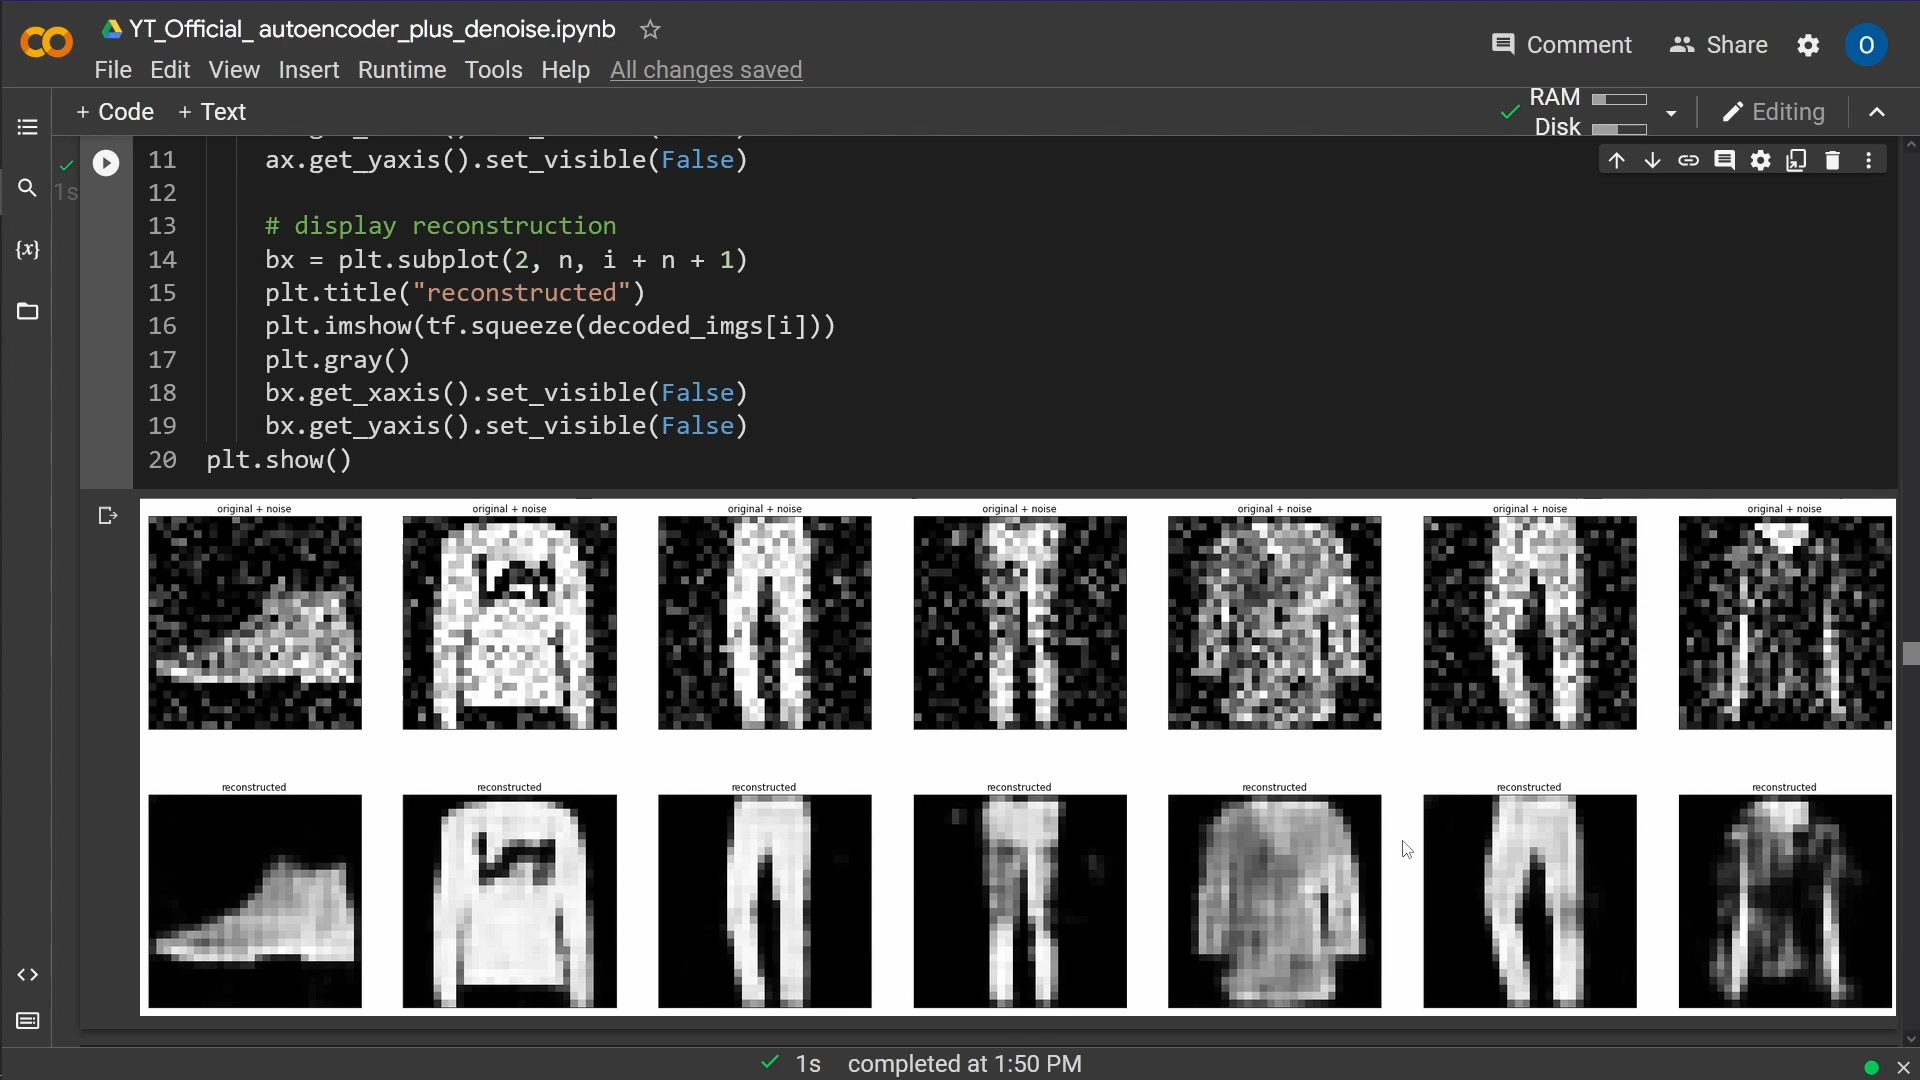 YT_Official_ autoencoder_plus_denoise.ipynb
Comment Share O
File Edit View Insert Runtime Tools Help All changes saved
+ Code + Text
RAM
Disk
Editing
1s
11 ax.get_yaxis().set_visible(False)
12
13 # display reconstruction
14 bx = plt.subplot(2, n, i + n + 1)
15 plt.title("reconstructed")
16 plt.imshow(tf.squeeze(decoded_imgs[i]))
17 plt.gray()
18 bx.get_xaxis().set_visible(False)
19 bx.get_yaxis().set_visible(False)
20 plt.show()
original + noise original + noise original + noise original + noise original + noise original + noise original + noise
reconstructed reconstructed reconstructed reconstructed reconstructed reconstructed reconstructed
1s completed at 1:50 PM